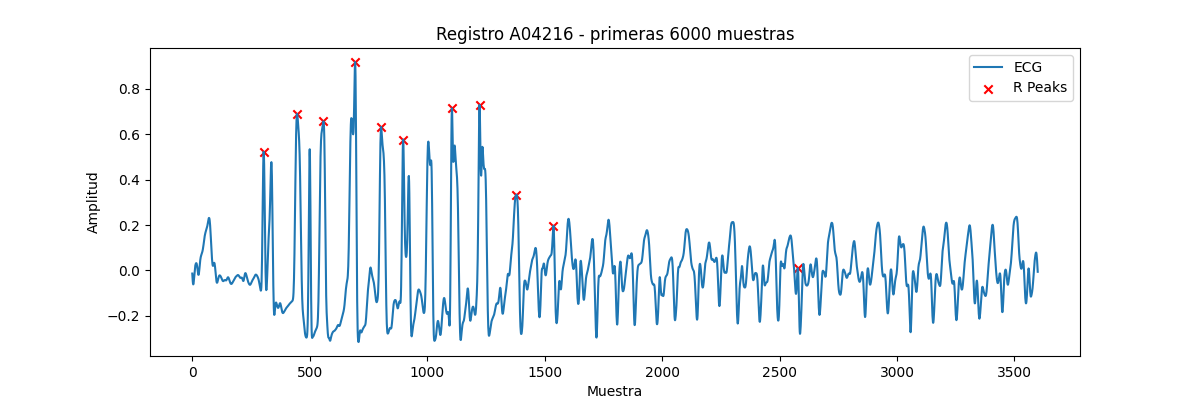 Registro A04216 - primeras 6000 muestras
ECG
R Peaks
Amplitud
0.8
0.6
0.4
0.2
0.0
−0.2
0 500 1000 1500 2000 2500 3000 3500
Muestra